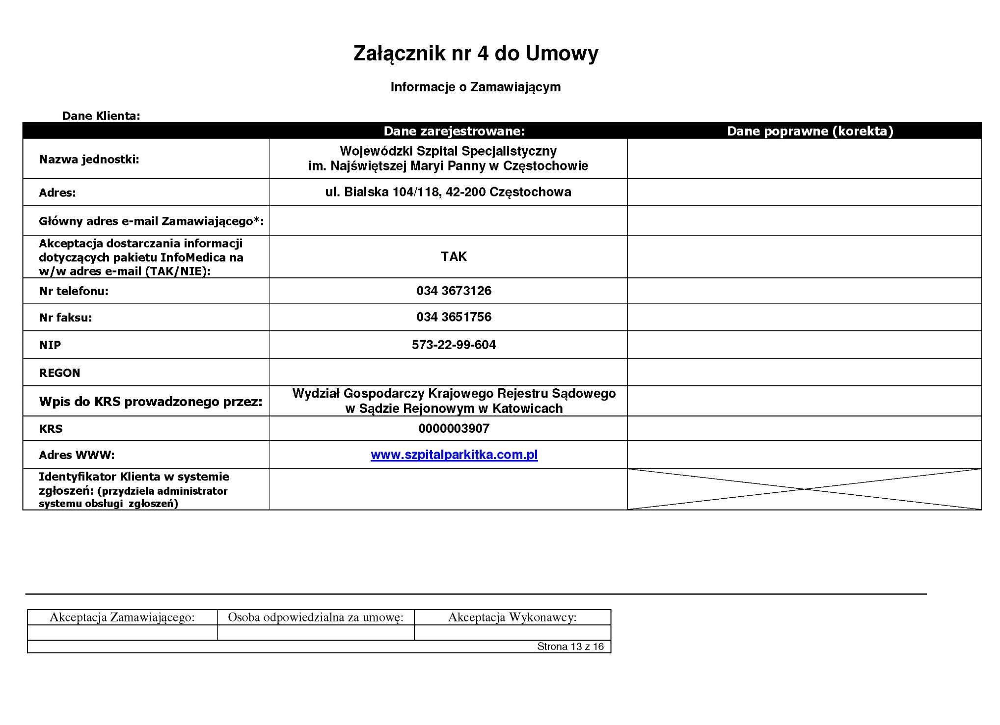 Załącznik nr 4 do Umowy
Informacje o Zamawiającym
Dane Klienta:
Dane zarejestrowane:
Dane poprawne (korekta)
Nazwa jednostki:
Wojewódzki Szpital Specjalistyczny
im. Najświętszej Maryi Panny w Częstochowie
Adres:
ul. Bialska 104/118, 42-200 Częstochowa
Główny adres e-mail Zamawiającego*:
Akceptacja dostarczania informacji
dotyczących pakietu InfoMedica na
w/w adres e-mail (TAK/NIE):
TAK
Nr telefonu:
034 3673126
Nr faksu:
034 3651756
NIP
573-22-99-604
REGON
Wpis do KRS prowadzonego przez:
Wydział Gospodarczy Krajowego Rejestru Sądowego
w Sądzie Rejonowym w Katowicach
KRS
0000003907
Adres WWW:
www.szpitalparkitka.com.pl
Identyfikator Klienta w systemie
zgłoszeń: (przydziela administrator
systemu obsługi zgłoszeń)
Akceptacja Zamawiającego:
Osoba odpowiedzialna za umowę:
Akceptacja Wykonawcy:
Strona 13 z 16